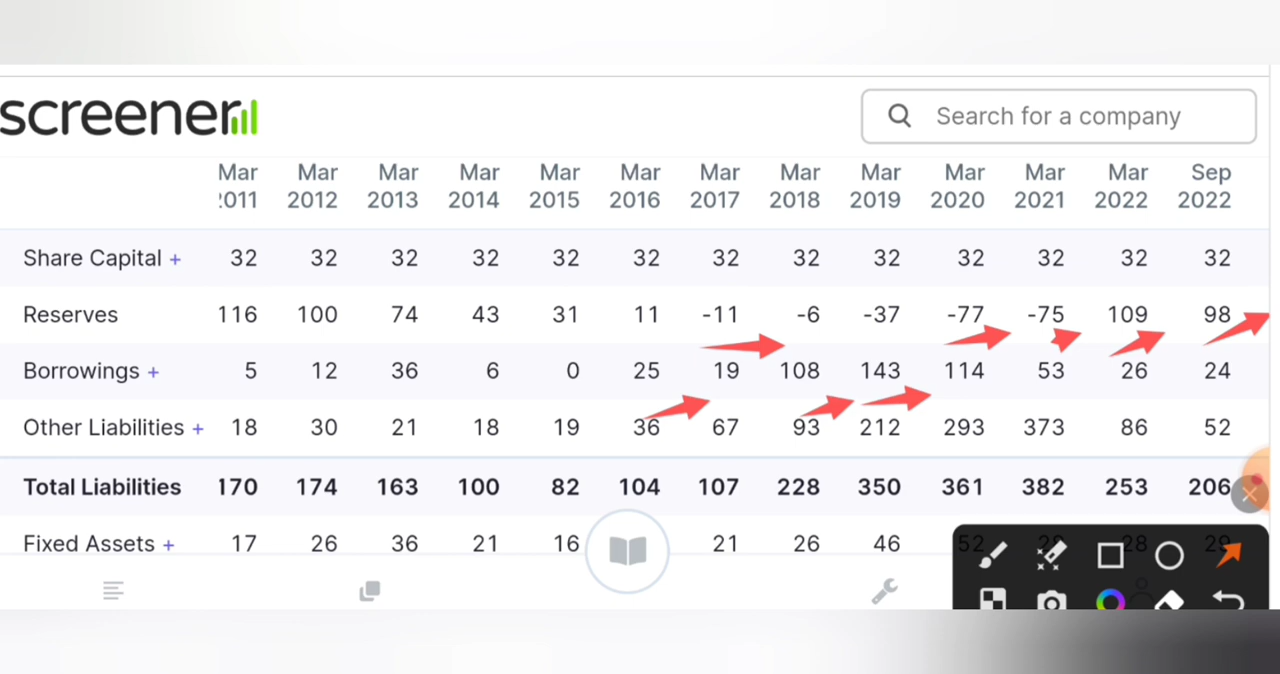 screener
Search for a company
Mar Mar Mar Mar Mar Mar Mar Mar Mar Mar Mar Mar Sep
2011 2012 2013 2014 2015 2016 2017 2018 2019 2020 2021 2022 2022
Share Capital + 32 32 32 32 32 32 32 32 32 32 32 32 32
Reserves 116 100 74 43 31 11 -11 -6 -37 -77 -75 109 98
Borrowings + 5 12 36 6 0 25 19 108 143 114 53 26 24
Other Liabilities + 18 30 21 18 19 36 67 93 212 293 373 86 52
Total Liabilities 170 174 163 100 82 104 107 228 350 361 382 253 206
Fixed Assets + 17 26 36 21 16 21 26 46 52 28 29